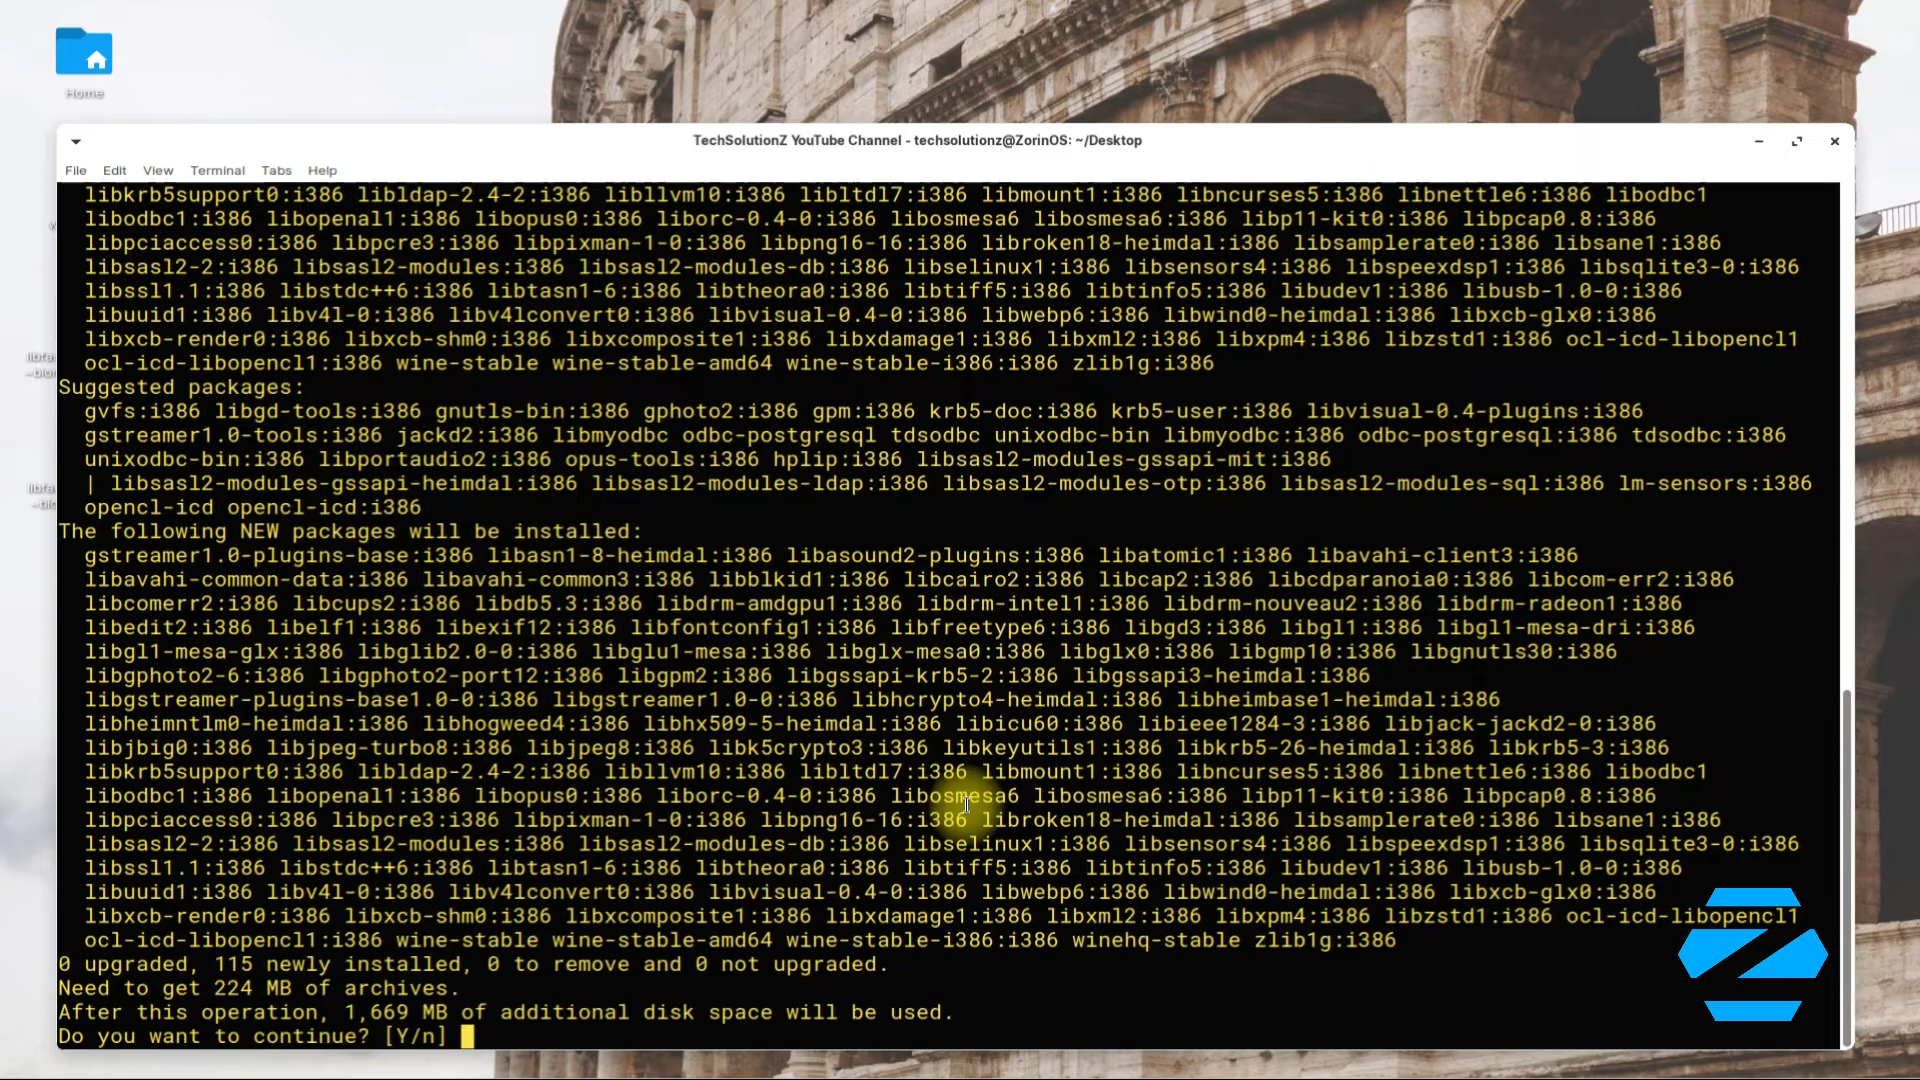 Home
TechSolutionZ YouTube Channel - techsolutionz@ZorinOS: ~/Desktop
File Edit View Terminal Tabs Help
libkrb5support0:i386 libldap-2.4-2:i386 libllvm10:i386 libltdl7:i386 libmount1:i386 libncurses5:i386 libnettle6:i386 libodbc1
libodbc1:i386 libopenal1:i386 libopus0:i386 liborc-0.4-0:i386 libosmesa6 libosmesa6:i386 libp11-kit0:i386 libpcap0.8:i386
libpciaccess0:i386 libpcre3:i386 libpixman-1-0:i386 libpng16-16:i386 libroken18-heimdal:i386 libsamplerate0:i386 libsane1:i386
libsasl2-2:i386 libsasl2-modules:i386 libsasl2-modules-db:i386 libselinux1:i386 libsensors4:i386 libspeexdsp1:i386 libsqlite3-0:i386
libssl1.1:i386 libstdc++6:i386 libtasn1-6:i386 libtheora0:i386 libtiff5:i386 libtinfo5:i386 libudev1:i386 libusb-1.0-0:i386
libuuid1:i386 libv4l-0:i386 libv4lconvert0:i386 libvisual-0.4-0:i386 libwebp6:i386 libwind0-heimdal:i386 libxcb-glx0:i386
libxcb-render0:i386 libxcb-shm0:i386 libxcomposite1:i386 libxdamage1:i386 libxml2:i386 libxpm4:i386 libzstd1:i386 ocl-icd-libopencl1
ocl-icd-libopencl1:i386 wine-stable wine-stable-amd64 wine-stable-i386:i386 zlib1g:i386
Suggested packages:
gvfs:i386 libgd-tools:i386 gnutls-bin:i386 gphoto2:i386 gpm:i386 krb5-doc:i386 krb5-user:i386 libvisual-0.4-plugins:i386
gstreamer1.0-tools:i386 jackd2:i386 libmyodbc odbc-postgresql tdsodbc unixodbc-bin libmyodbc:i386 odbc-postgresql:i386 tdsodbc:i386
unixodbc-bin:i386 libportaudio2:i386 opus-tools:i386 hplip:i386 libsasl2-modules-gssapi-mit:i386
| libsasl2-modules-gssapi-heimdal:i386 libsasl2-modules-ldap:i386 libsasl2-modules-otp:i386 libsasl2-modules-sql:i386 lm-sensors:i386
opencl-icd opencl-icd:i386
The following NEW packages will be installed:
gstreamer1.0-plugins-base:i386 libasn1-8-heimdal:i386 libasound2-plugins:i386 libatomic1:i386 libavahi-client3:i386
libavahi-common-data:i386 libavahi-common3:i386 libblkid1:i386 libcairo2:i386 libcap2:i386 libcdparanoia0:i386 libcom-err2:i386
libcomerr2:i386 libcups2:i386 libdb5.3:i386 libdrm-amdgpu1:i386 libdrm-intel1:i386 libdrm-nouveau2:i386 libdrm-radeon1:i386
libedit2:i386 libelf1:i386 libexif12:i386 libfontconfig1:i386 libfreetype6:i386 libgd3:i386 libgl1:i386 libgl1-mesa-dri:i386
libgl1-mesa-glx:i386 libglib2.0-0:i386 libglu1-mesa:i386 libglx-mesa0:i386 libglx0:i386 libgmp10:i386 libgnutls30:i386
libgphoto2-6:i386 libgphoto2-port12:i386 libgpm2:i386 libgssapi-krb5-2:i386 libgssapi3-heimdal:i386
libgstreamer-plugins-base1.0-0:i386 libgstreamer1.0-0:i386 libhcrypto4-heimdal:i386 libheimbase1-heimdal:i386
libheimntlm0-heimdal:i386 libhogweed4:i386 libhx509-5-heimdal:i386 libicu60:i386 libieee1284-3:i386 libjack-jackd2-0:i386
libjbig0:i386 libjpeg-turbo8:i386 libjpeg8:i386 libk5crypto3:i386 libkeyutils1:i386 libkrb5-26-heimdal:i386 libkrb5-3:i386
libkrb5support0:i386 libldap-2.4-2:i386 libllvm10:i386 libltdl7:i386 libmount1:i386 libncurses5:i386 libnettle6:i386 libodbc1
libodbc1:i386 libopenal1:i386 libopus0:i386 liborc-0.4-0:i386 libosmesa6 libosmesa6:i386 libp11-kit0:i386 libpcap0.8:i386
libpciaccess0:i386 libpcre3:i386 libpixman-1-0:i386 libpng16-16:i386 libroken18-heimdal:i386 libsamplerate0:i386 libsane1:i386
libsasl2-2:i386 libsasl2-modules:i386 libsasl2-modules-db:i386 libselinux1:i386 libsensors4:i386 libspeexdsp1:i386 libsqlite3-0:i386
libssl1.1:i386 libstdc++6:i386 libtasn1-6:i386 libtheora0:i386 libtiff5:i386 libtinfo5:i386 libudev1:i386 libusb-1.0-0:i386
libuuid1:i386 libv4l-0:i386 libv4lconvert0:i386 libvisual-0.4-0:i386 libwebp6:i386 libwind0-heimdal:i386 libxcb-glx0:i386
libxcb-render0:i386 libxcb-shm0:i386 libxcomposite1:i386 libxdamage1:i386 libxml2:i386 libxpm4:i386 libzstd1:i386 ocl-icd-libopencl1
ocl-icd-libopencl1:i386 wine-stable wine-stable-amd64 wine-stable-i386:i386 winehq-stable zlib1g:i386
0 upgraded, 115 newly installed, 0 to remove and 0 not upgraded.
Need to get 224 MB of archives.
After this operation, 1,669 MB of additional disk space will be used.
Do you want to continue? [Y/n]